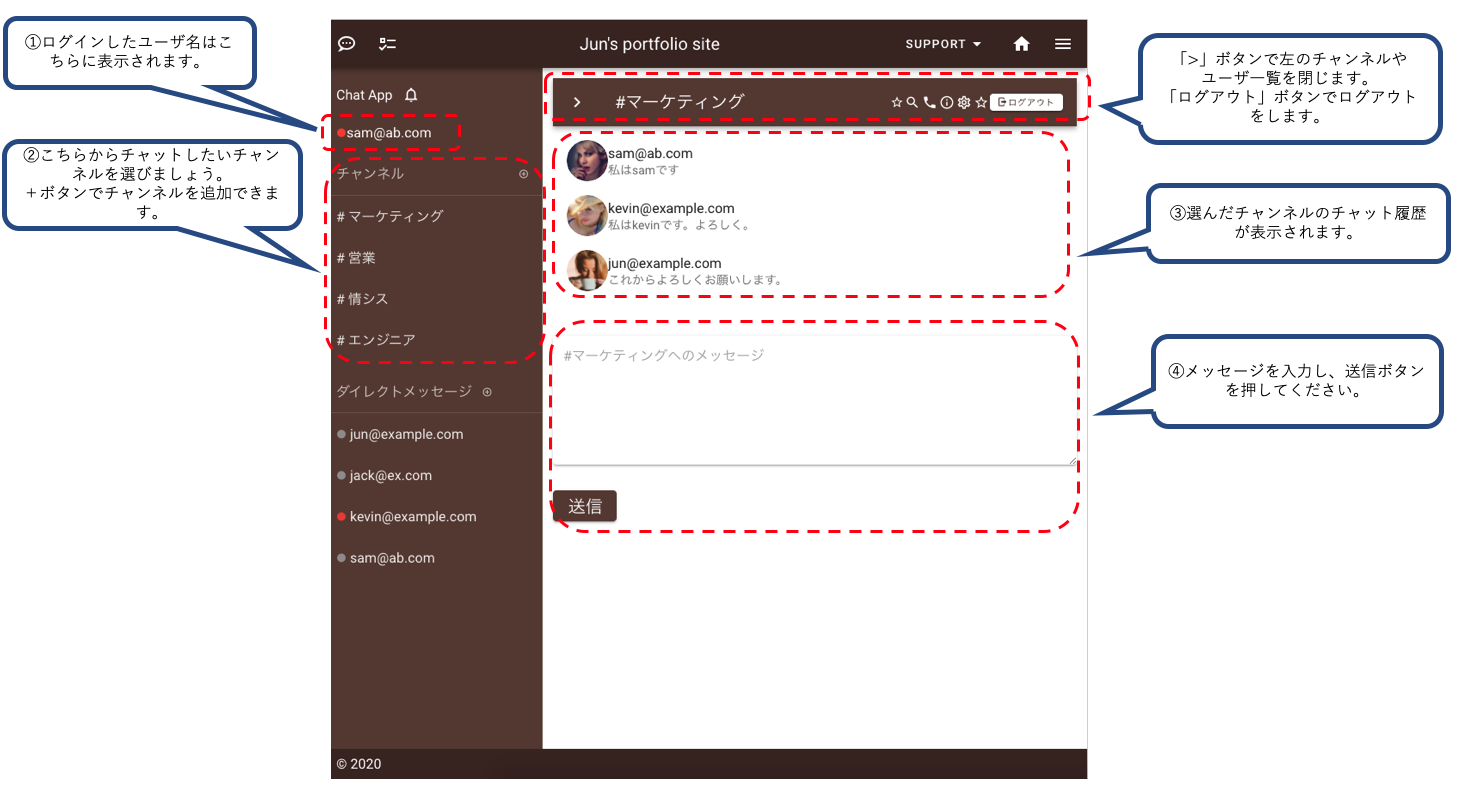 ①ログインしたユーザ名はこ
ちらに表示されます。
②こちらからチャットしたいチャン
ネルを選びましょう。
＋ボタンでチャンネルを追加できま
す。
Jun's portfolio site
SUPPORT
Chat App
sam@ab.com
チャンネル
# マーケティング
# 営業
# 情シス
# エンジニア
ダイレクトメッセージ
jun@example.com
jack@ex.com
kevin@example.com
sam@ab.com
#マーケティング
ログアウト
sam@ab.com
私はsamです
kevin@example.com
私はkevinです。よろしく。
jun@example.com
これからよろしくお願いします。
#マーケティングへのメッセージ
送信
© 2020
「>」ボタンで左のチャンネルや
ユーザ一覧を閉じます。
「ログアウト」ボタンでログアウト
をします。
③選んだチャンネルのチャット履歴
が表示されます。
④メッセージを入力し、送信ボタン
を押してください。